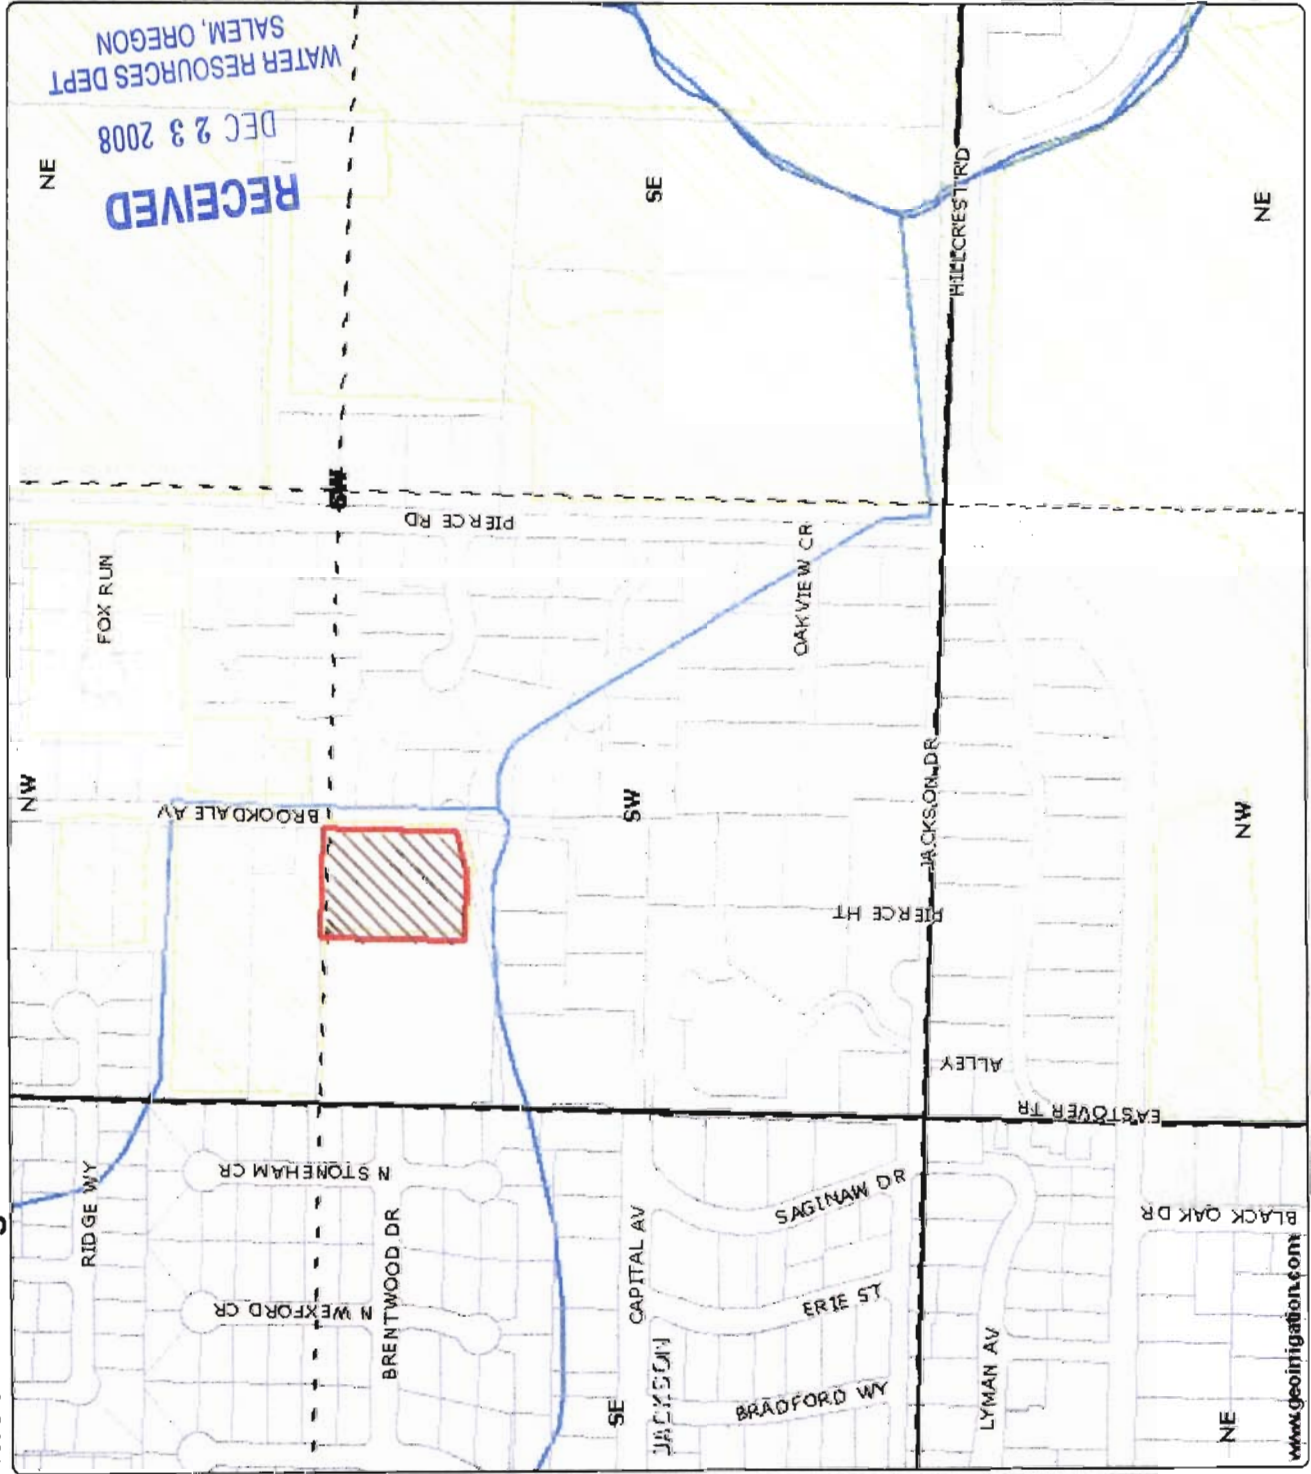 RECEIVED
DEC 23 2008
WATER RESOURCES DEPT
SALEM, OREGON
NE
SE
NE
HILLCREST RD
SW
PIERCE RD
FOX RUN
OAKVIEW CR
NW
BROOKDALE AV
SW
JACKSON DR
NW
PIERCE HT
ALLEY
EASTOVER TR
RIDGE WY
N STONEHAM CR
BRENTWOOD DR
N WEXFORD CR
CAPITAL AV
SAGINAW DR
ERIE ST
BLACK OAK DR
JACKSON
BRADFORD WY
LYMAN AV
SE
NE
www.geoirrigation.com